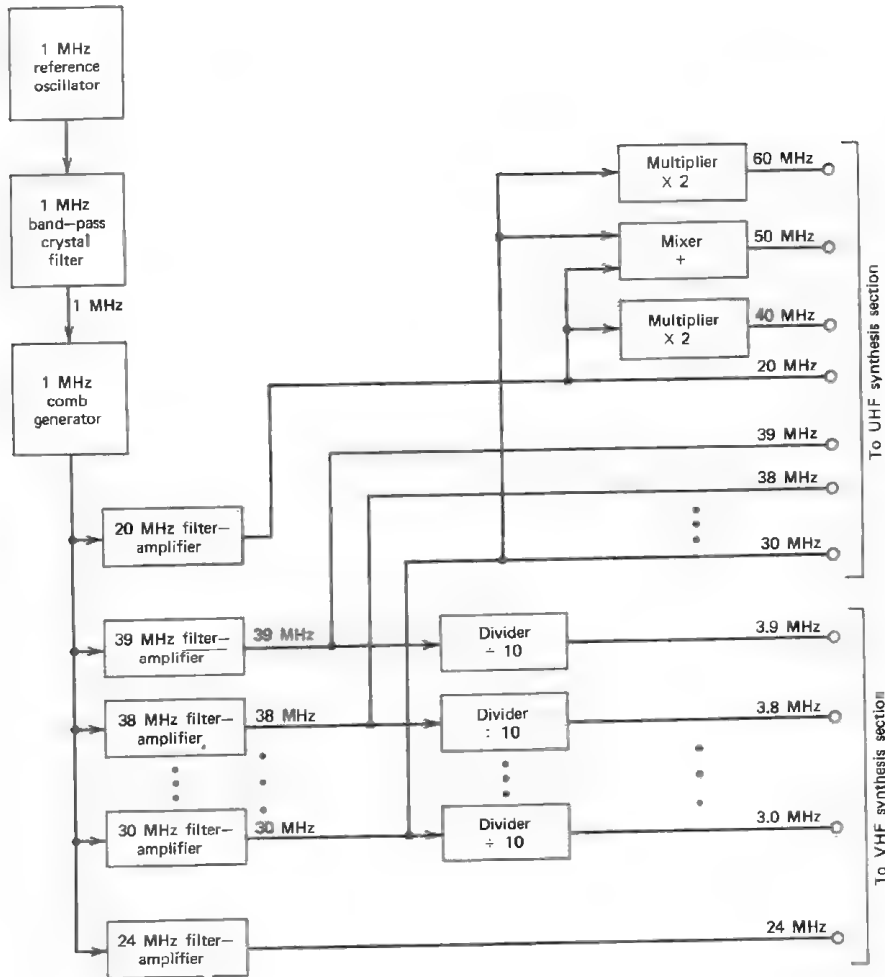 1 MHz
reference
oscillator
1 MHz
band-pass
crystal
filter
1 MHz
1 MHz
comb
generator
Multiplier
X 2
60 MHz
Mixer
+
50 MHz
Multiplier
X 2
40 MHz
20 MHz
39 MHz
38 MHz
30 MHz
To UHF synthesis section
20 MHz filter–
amplifier
39 MHz filter–
amplifier
39 MHz
Divider
÷ 10
3.9 MHz
38 MHz filter–
amplifier
38 MHz
Divider
: 10
3.8 MHz
30 MHz filter–
amplifier
30 MHz
Divider
÷ 10
3.0 MHz
24 MHz filter–
amplifier
24 MHz
To VHF synthesis section